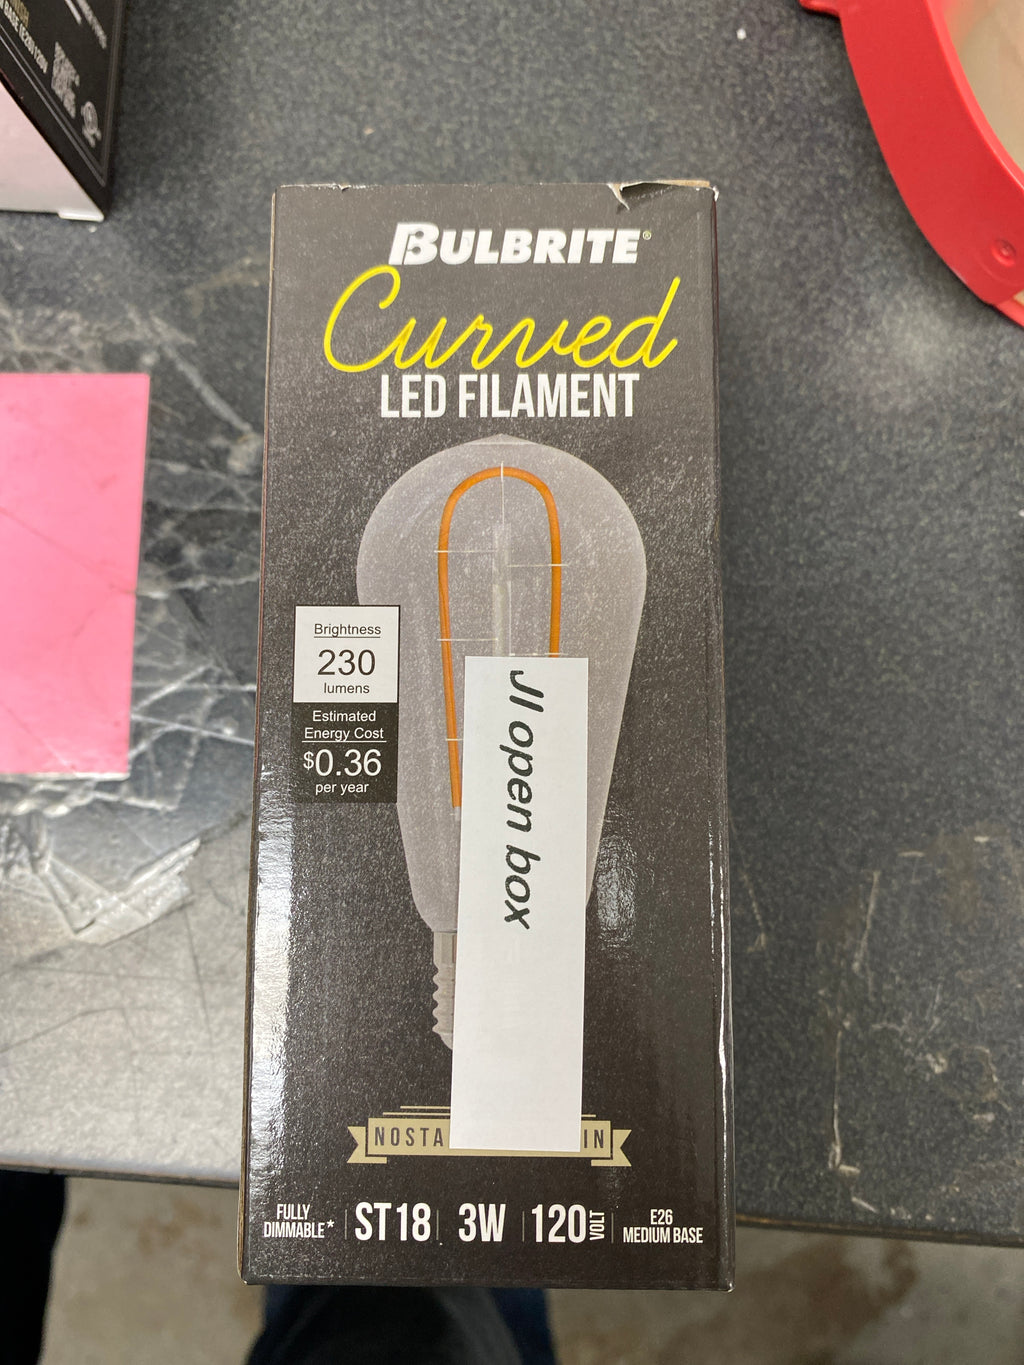 BULBRITE®
Curved
LED FILAMENT
Brightness
230
lumens
Estimated
Energy Cost
$0.36
per year
JI open box
NOSTA
IN
FULLY
DIMMABLE*
ST18
3W
120 VOLT
E26
MEDIUM BASE